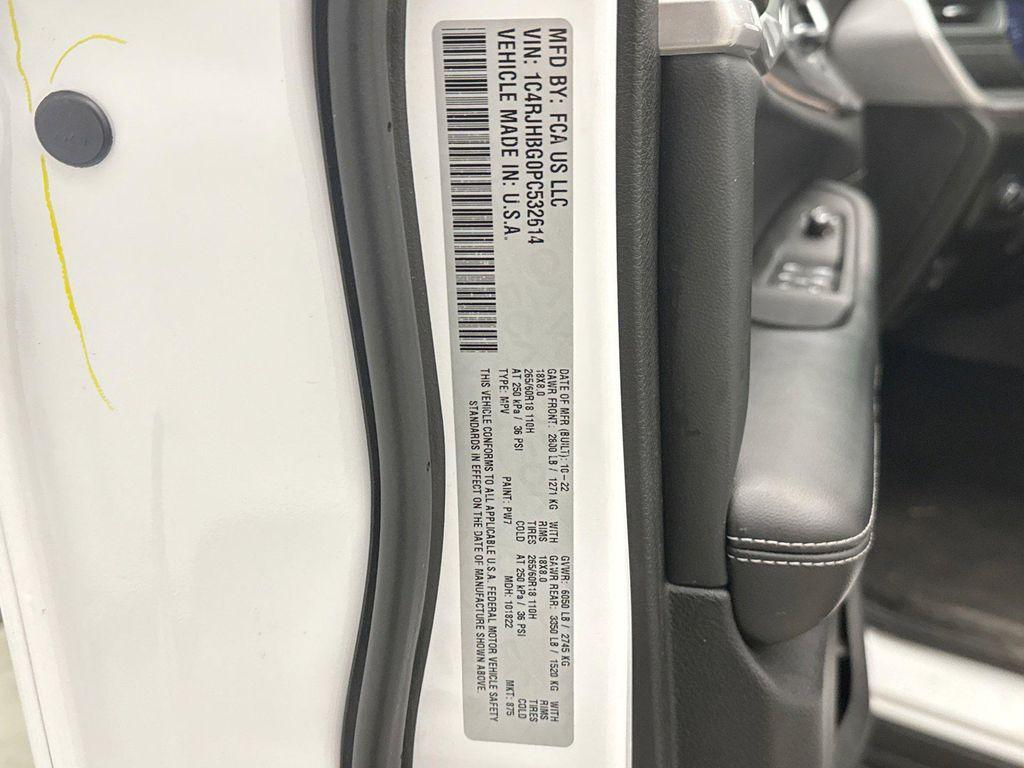 MFD BY: FCA US LLC
VIN: 1C4RJHBG0PC532614
VEHICLE MADE IN: U.S.A.
DATE OF MFR (BUILT): 10-22 GVWR: 6050 LB / 2745 KG
GAWR FRONT: 2800 LB / 1271 KG WITH GAWR REAR: 3350 LB / 1520 KG WITH
18X8.0 RIMS 18X8.0 RIMS
265/60R18 110H TIRES 265/60R18 110H TIRES
AT 250 kPa / 36 PSI COLD AT 250 kPa / 36 PSI COLD
TYPE: MPV PAINT: PW7 MDH: 101822 MKT: 875
THIS VEHICLE CONFORMS TO ALL APPLICABLE U.S.A. FEDERAL MOTOR VEHICLE SAFETY
STANDARDS IN EFFECT ON THE DATE OF MANUFACTURE SHOWN ABOVE.